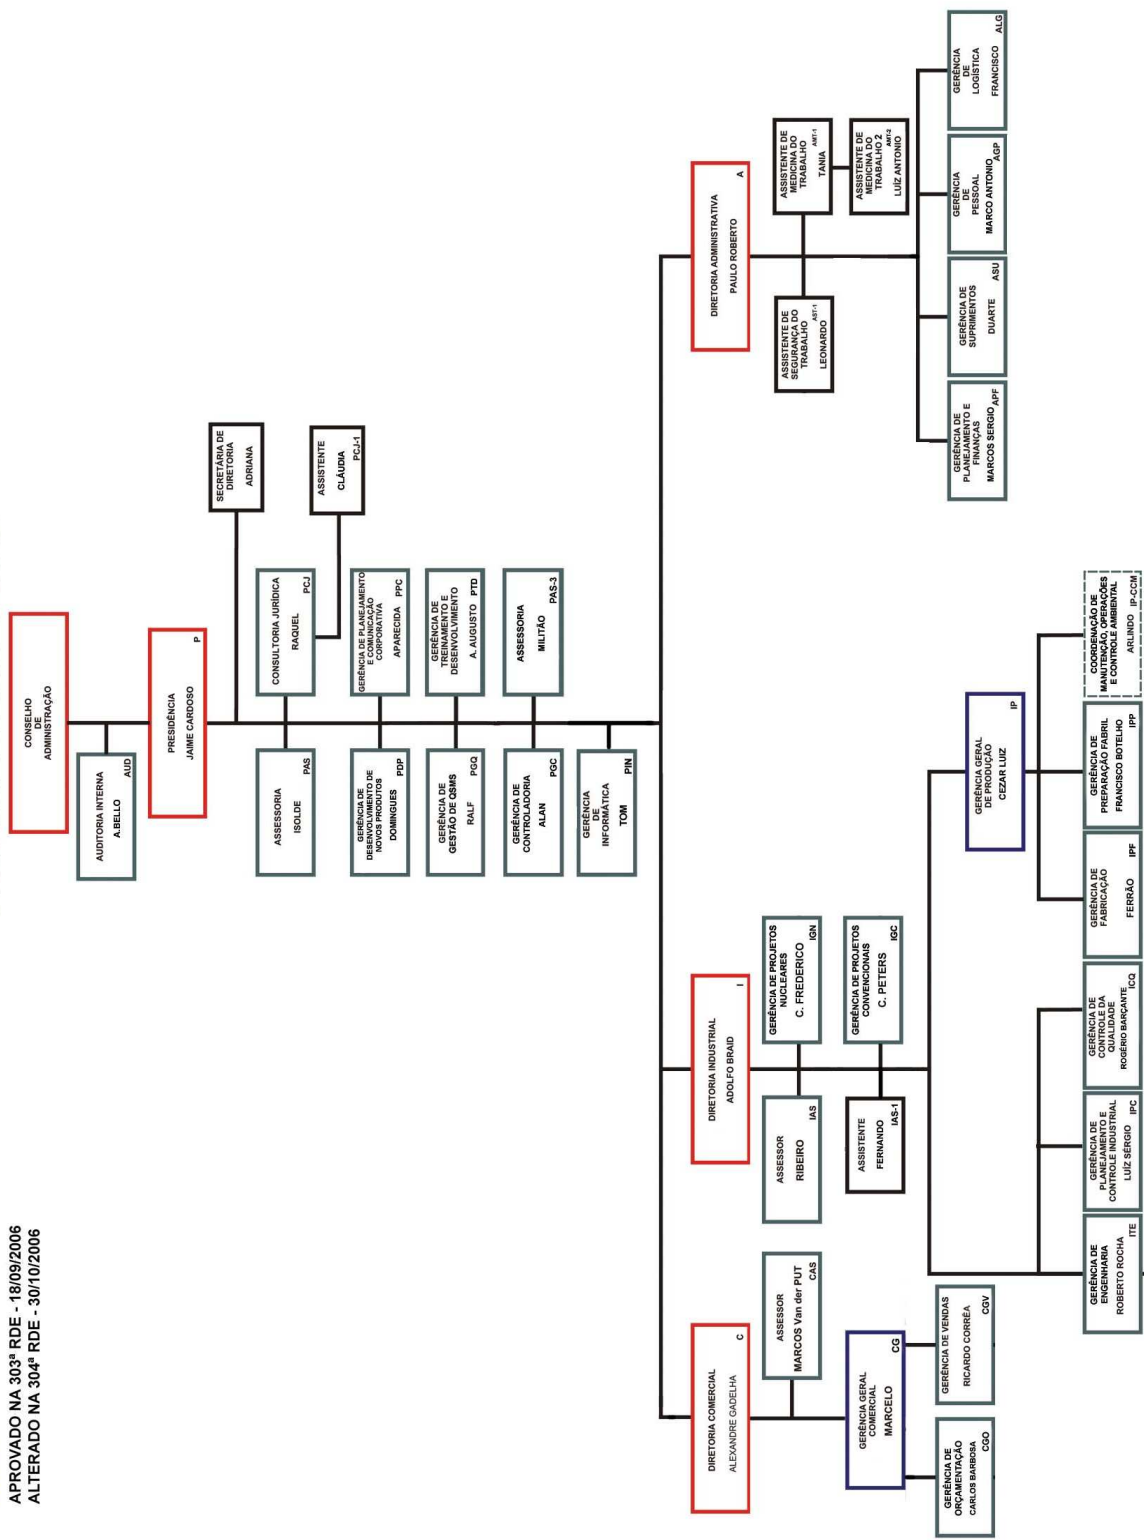 APROVADO NA 303ª RDE - 18/09/2006
ALTERADO NA 304ª RDE - 30/10/2006
CONSELHO
DE
ADMINISTRAÇÃO
AUDITORIA INTERNA
A.BELLO
AUD
PRESIDÊNCIA
JAIME CARDOSO
P
SECRETÁRIA DE
DIRETORIA
ADRIANA
ASSESSORIA
ISOLDE
PAS
CONSULTORIA JURÍDICA
RAQUEL
PCJ
ASSISTENTE
CLÁUDIA
PCJ-1
GERÊNCIA DE
DESENVOLVIMENTO DE
NOVOS PRODUTOS
DOMINGUES PDP
GERÊNCIA DE PLANEJAMENTO
E COMUNICAÇÃO
CORPORATIVA
APARECIDA PPC
GERÊNCIA DE
GESTÃO DE QSMS
RALF PGQ
GERÊNCIA DE
TREINAMENTO E
DESENVOLVIMENTO
A. AUGUSTO PTD
GERÊNCIA DE
CONTROLADORIA
ALAN PGC
ASSESSORIA
MILITÃO
PAS-3
GERÊNCIA
DE
INFORMÁTICA
TOM PIN
DIRETORIA COMERCIAL
ALEXANDRE GADELHA
C
ASSESSOR
MARCOS Van der PUT
CAS
GERÊNCIA GERAL
COMERCIAL
MARCELO
CG
GERÊNCIA DE
ORÇAMENTAÇÃO
CARLOS BARBOSA
CGO
GERÊNCIA DE VENDAS
RICARDO CORRÊA
CGV
DIRETORIA INDUSTRIAL
ADOLFO BRAID
I
ASSESSOR
RIBEIRO
IAS
GERÊNCIA DE PROJETOS
NUCLEARES
C. FREDERICO
IGN
ASSISTENTE
FERNANDO
IAS-1
GERÊNCIA DE PROJETOS
CONVENCIONAIS
C. PETERS
IGC
GERÊNCIA GERAL
DE PRODUÇÃO
CEZAR LUIZ
IP
GERÊNCIA DE
ENGENHARIA
ROBERTO ROCHA
ITE
GERÊNCIA DE
PLANEJAMENTO E
CONTROLE INDUSTRIAL
LUÍZ SÉRGIO IPC
GERÊNCIA DE
CONTROLE DA
QUALIDADE
ROGÉRIO BARÇANTE
ICQ
GERÊNCIA DE
FABRICAÇÃO
FERRÃO IPF
GERÊNCIA DE
PREPARAÇÃO FABRIL
FRANCISCO BOTELHO
IPP
COORDENAÇÃO DE
MANUTENÇÃO, OPERAÇÕES
E CONTROLE AMBIENTAL
ARLINDO IP-CCM
DIRETORIA ADMINISTRATIVA
PAULO ROBERTO
A
ASSISTENTE DE
SEGURANÇA DO
TRABALHO
AST-1
LEONARDO
ASSISTENTE DE
MEDICINA DO
TRABALHO
AMT-1
TANIA
ASSISTENTE DE
MEDICINA DO
TRABALHO 2
AMT-2
LUÍZ ANTONIO
GERÊNCIA DE
PLANEJAMENTO E
FINANÇAS
MARCOS SERGIO APF
GERÊNCIA DE
SUPRIMENTOS
DUARTE
ASU
GERÊNCIA
DE
PESSOAL
MARCO ANTONIO
AGP
GERÊNCIA
DE
LOGÍSTICA
FRANCISCO
ALG